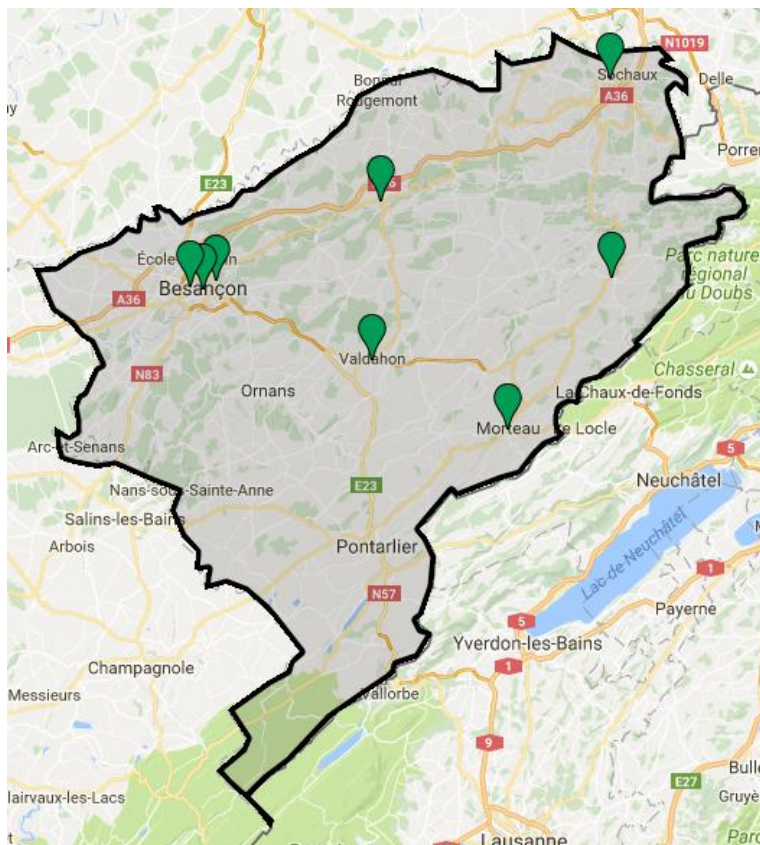 N1019
Sochaux
Delle
Rougemont
A36
Porren
E23
École
Parc nature
régional
du Doubs
A36
Besançon
Valdahon
Chasseral
N83
Ornans
La Chaux-de-Fonds
Morteau
Le Locle
Arc-et-Senans
5
Neuchâtel
E23
Nans-sous-Sainte-Anne
Salins-les-Bains
Lac de Neuchâtel
Arbois
Pontarlier
1
N57
Payerne
5
Yverdon-les-Bains
1
Champagnole
Messieurs
Vallorbe
9
Bulle
E27
Gruyè
Lausanne
Parc